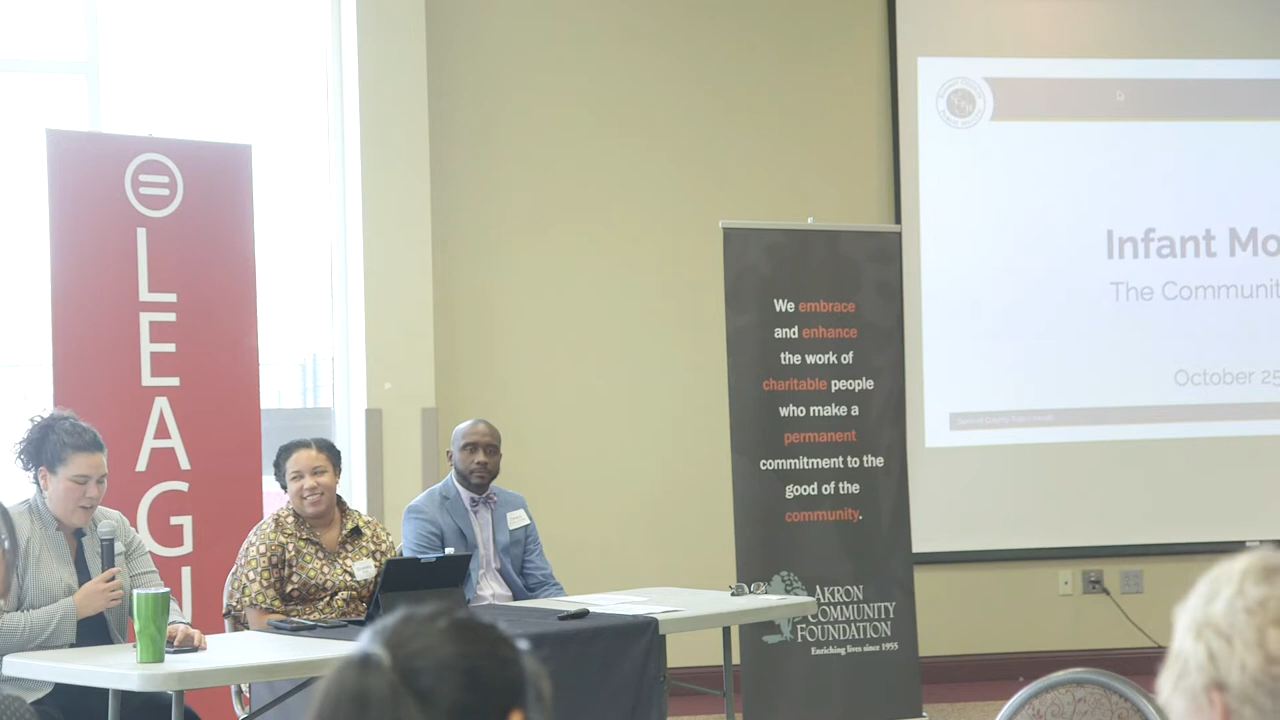 LEAGU
We embrace
and enhance
the work of
charitable people
who make a
permanent
commitment to the
good of the
community.
AKRON
COMMUNITY
FOUNDATION
Enriching lives since 1955
Infant Mo
The Communit
October 25